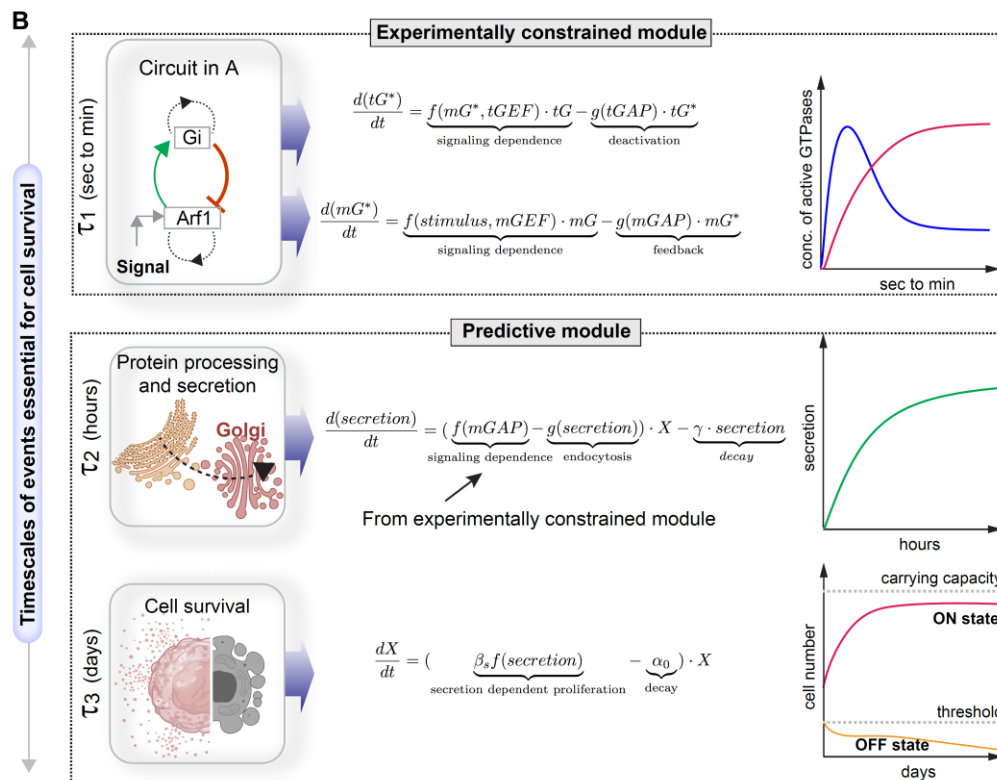 B
Timescales of events essential for cell survival
Experimentally constrained module
τ1 (sec to min)
Circuit in A
Gi
Arf1
Signal
d(tG*)/dt = f(mG*, tGEF) · tG − g(tGAP) · tG*
signaling dependence
deactivation
d(mG*)/dt = f(stimulus, mGEF) · mG − g(mGAP) · mG*
signaling dependence
feedback
conc. of active GTPases
sec to min
Predictive module
τ2 (hours)
Protein processing
and secretion
Golgi
d(secretion)/dt = ( f(mGAP) − g(secretion)) · X − γ · secretion
signaling dependence
endocytosis
decay
From experimentally constrained module
secretion
hours
τ3 (days)
Cell survival
dX/dt = ( βs f(secretion) − α0 ) · X
secretion dependent proliferation
decay
cell number
carrying capacity
ON state
threshold
OFF state
days